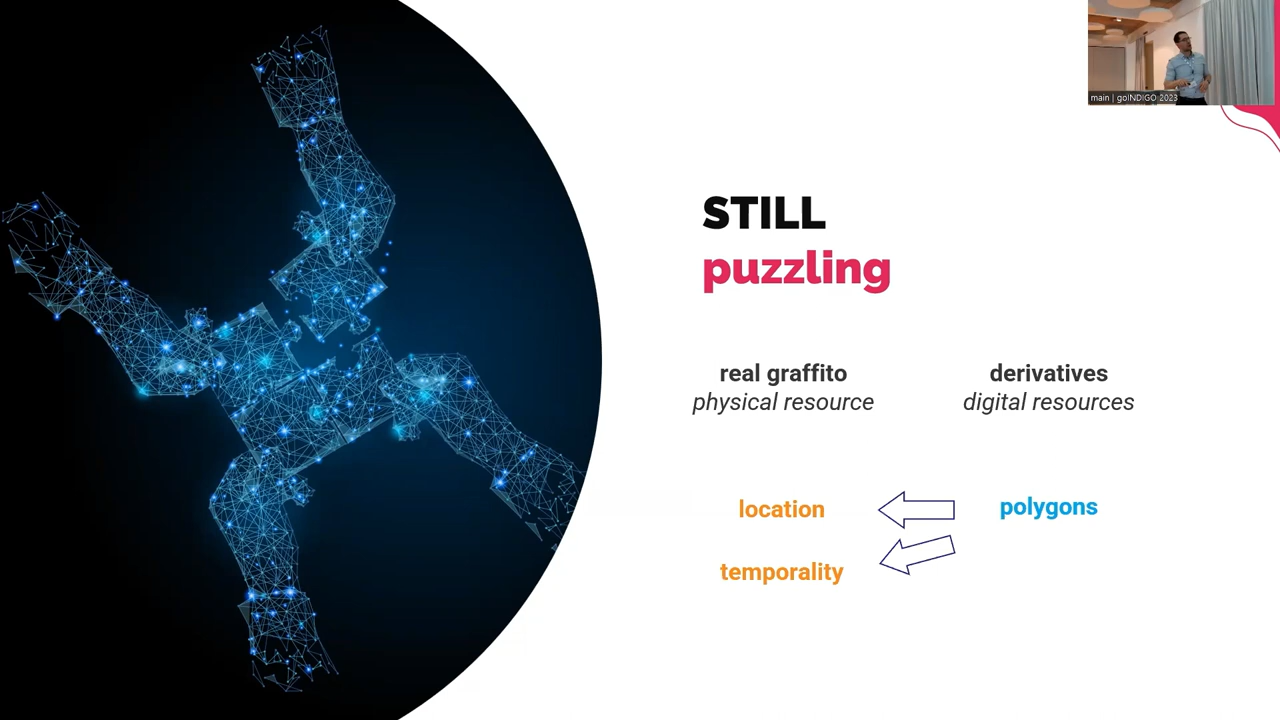 main | goINDIGO 2023
STILL
puzzling
real graffito
physical resource
derivatives
digital resources
location
polygons
temporality